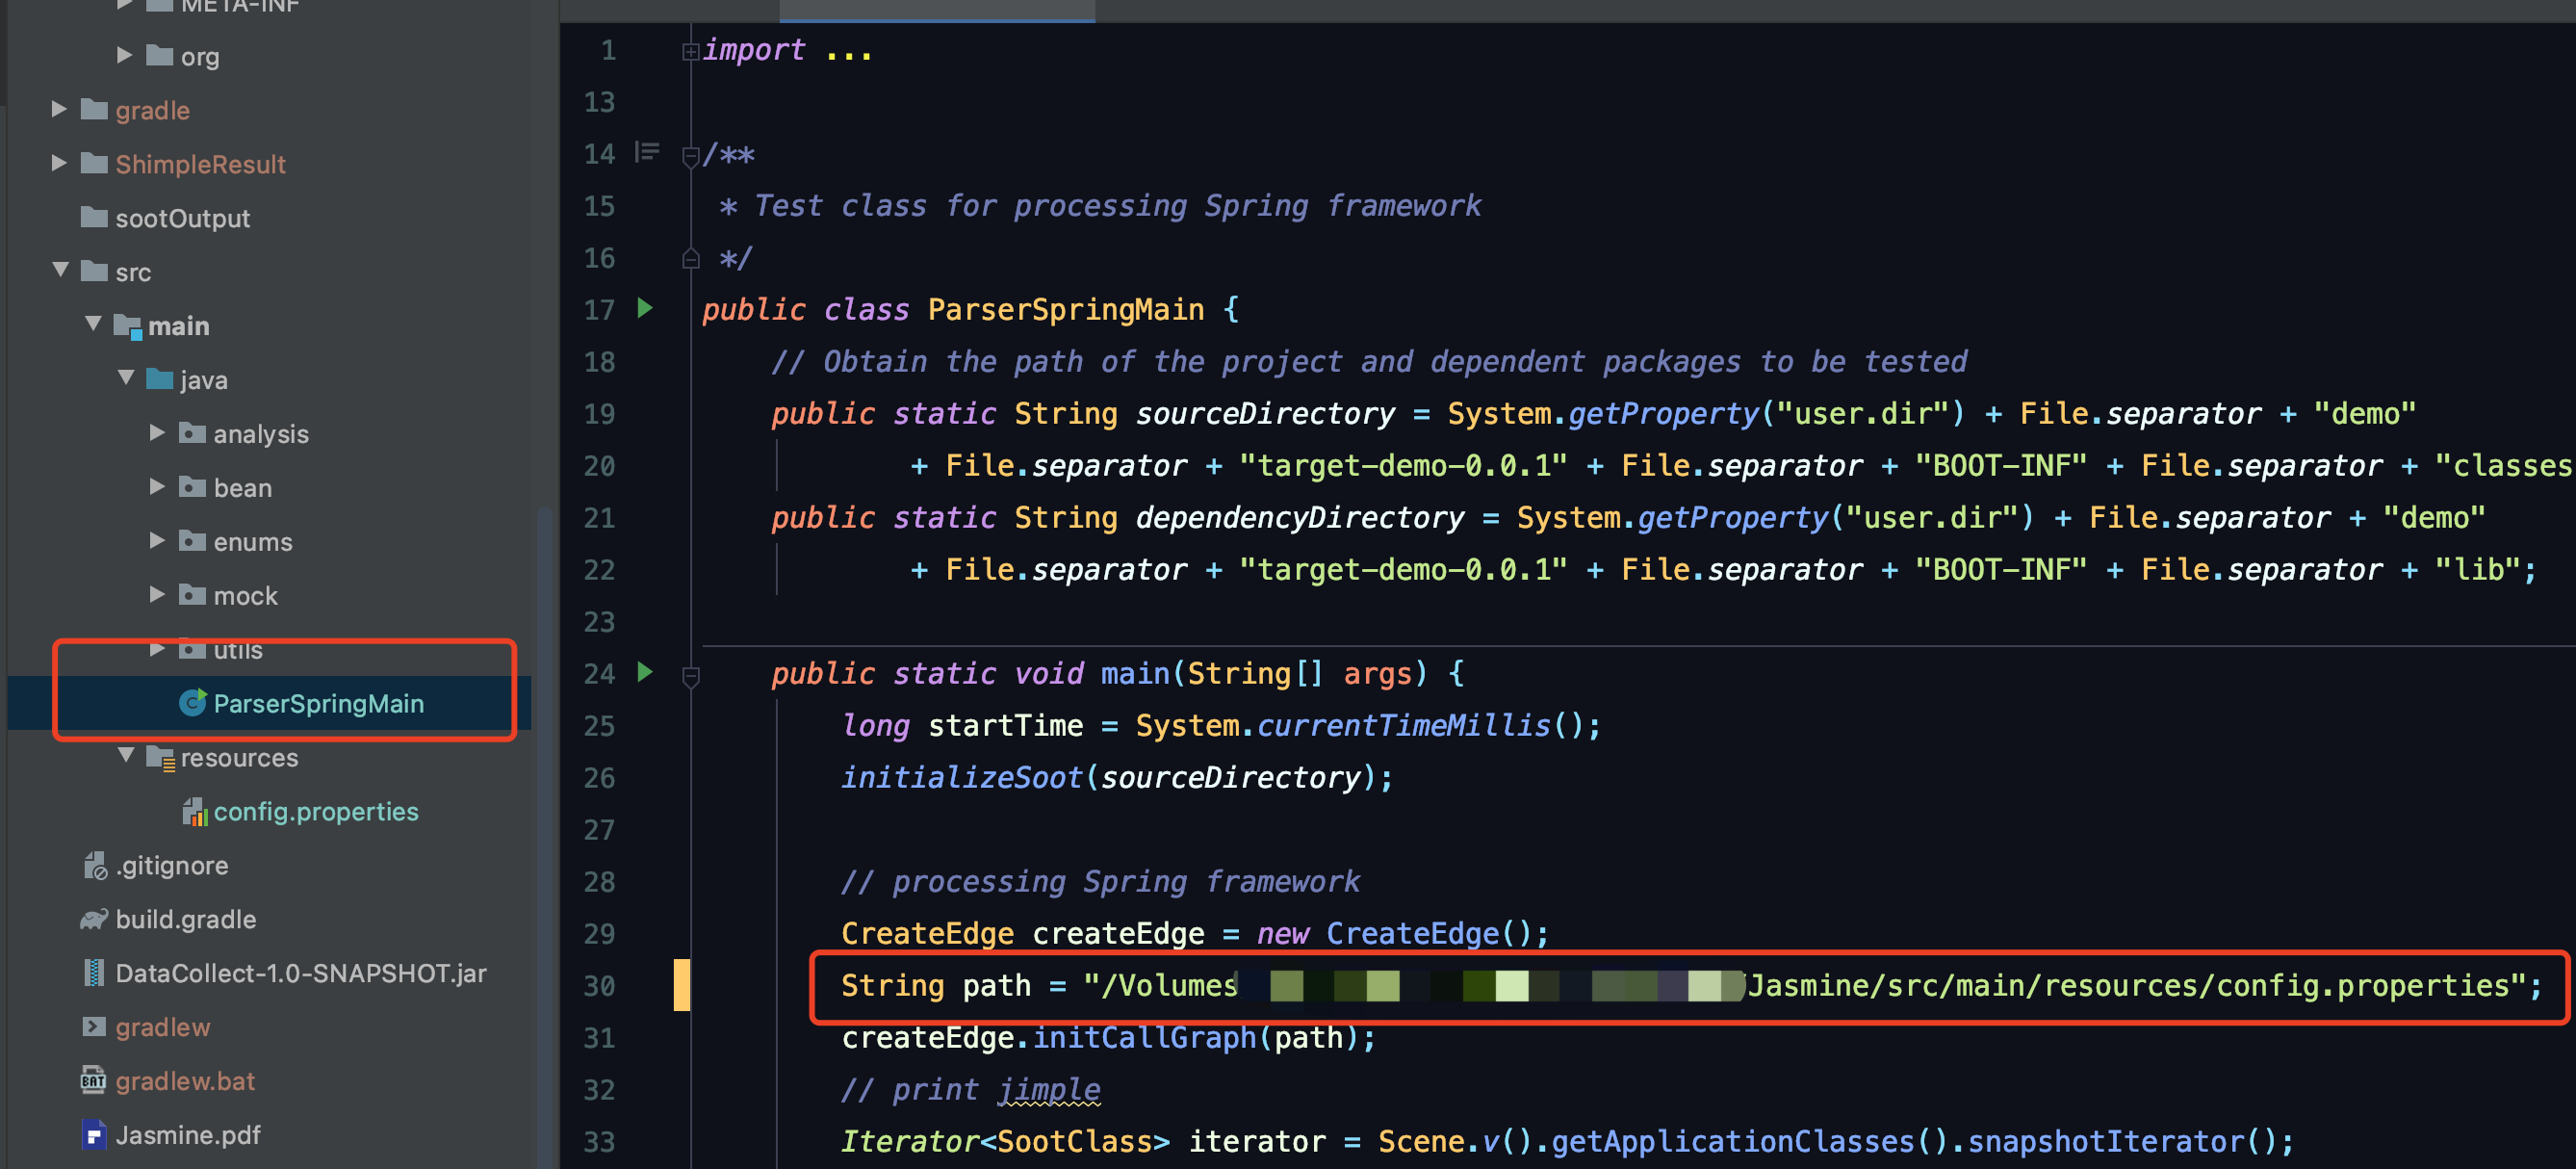 META-INF
org
gradle
ShimpleResult
sootOutput
src
main
java
analysis
bean
enums
mock
utils
ParserSpringMain
resources
config.properties
.gitignore
build.gradle
DataCollect-1.0-SNAPSHOT.jar
gradlew
gradlew.bat
Jasmine.pdf
1 import ...
13
14 /**
15 * Test class for processing Spring framework
16 */
17 public class ParserSpringMain {
18 // Obtain the path of the project and dependent packages to be tested
19 public static String sourceDirectory = System.getProperty("user.dir") + File.separator + "demo"
20 + File.separator + "target-demo-0.0.1" + File.separator + "BOOT-INF" + File.separator + "classes
21 public static String dependencyDirectory = System.getProperty("user.dir") + File.separator + "demo"
22 + File.separator + "target-demo-0.0.1" + File.separator + "BOOT-INF" + File.separator + "lib";
23
24 public static void main(String[] args) {
25 long startTime = System.currentTimeMillis();
26 initializeSoot(sourceDirectory);
27
28 // processing Spring framework
29 CreateEdge createEdge = new CreateEdge();
30 String path = "/Volumes /Jasmine/src/main/resources/config.properties";
31 createEdge.initCallGraph(path);
32 // print jimple
33 Iterator<SootClass> iterator = Scene.v().getApplicationClasses().snapshotIterator();